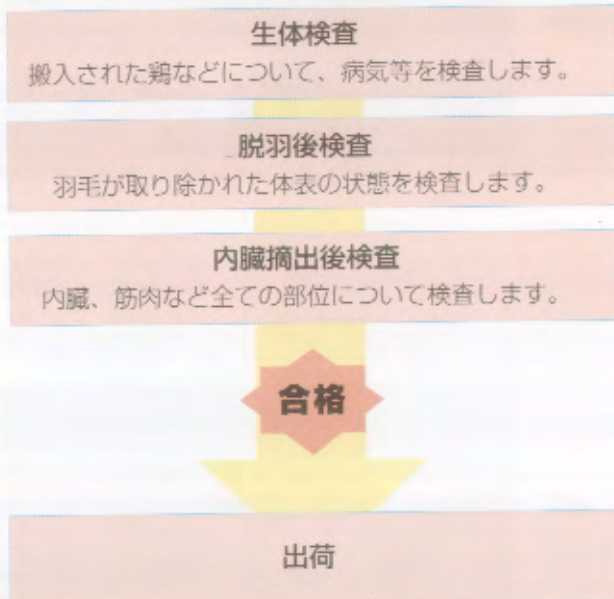 生体検査
搬入された鶏などについて、病気等を検査します。
脱羽後検査
羽毛が取り除かれた体表の状態を検査します。
内臓摘出後検査
内臓、筋肉など全ての部位について検査します。
合格
出荷